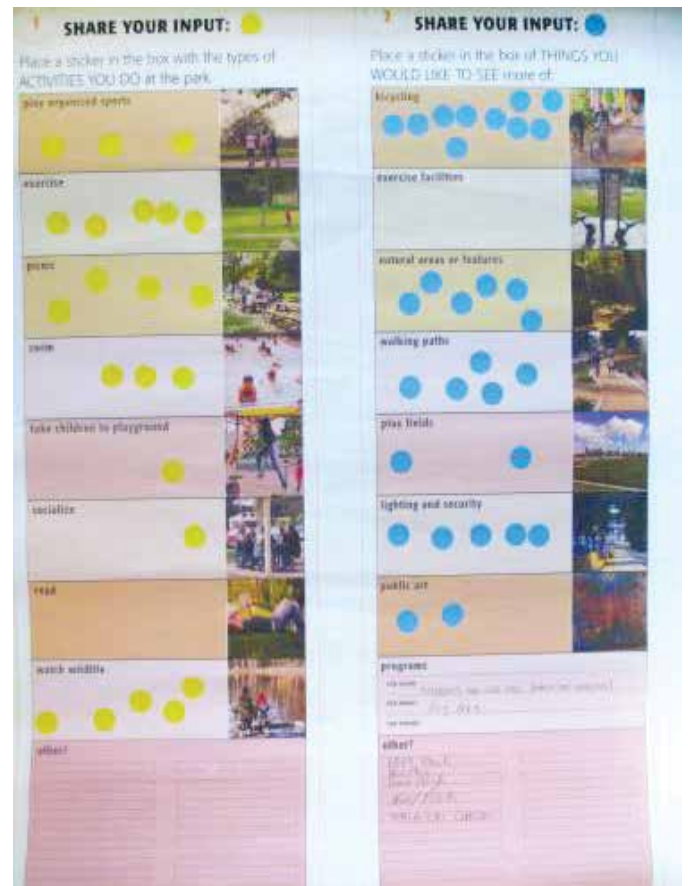 1
SHARE YOUR INPUT:
Place a sticker in the box with the types of
ACTIVITIES YOU DO at the park.
play organized sports
exercise
picnic
swim
take children to playground
socialize
read
watch wildlife
other?
2
SHARE YOUR INPUT:
Place a sticker in the box of THINGS YOU
WOULD LIKE TO SEE more of:
bicycling
exercise facilities
natural areas or features
walking paths
play fields
lighting and security
public art
programs
other?